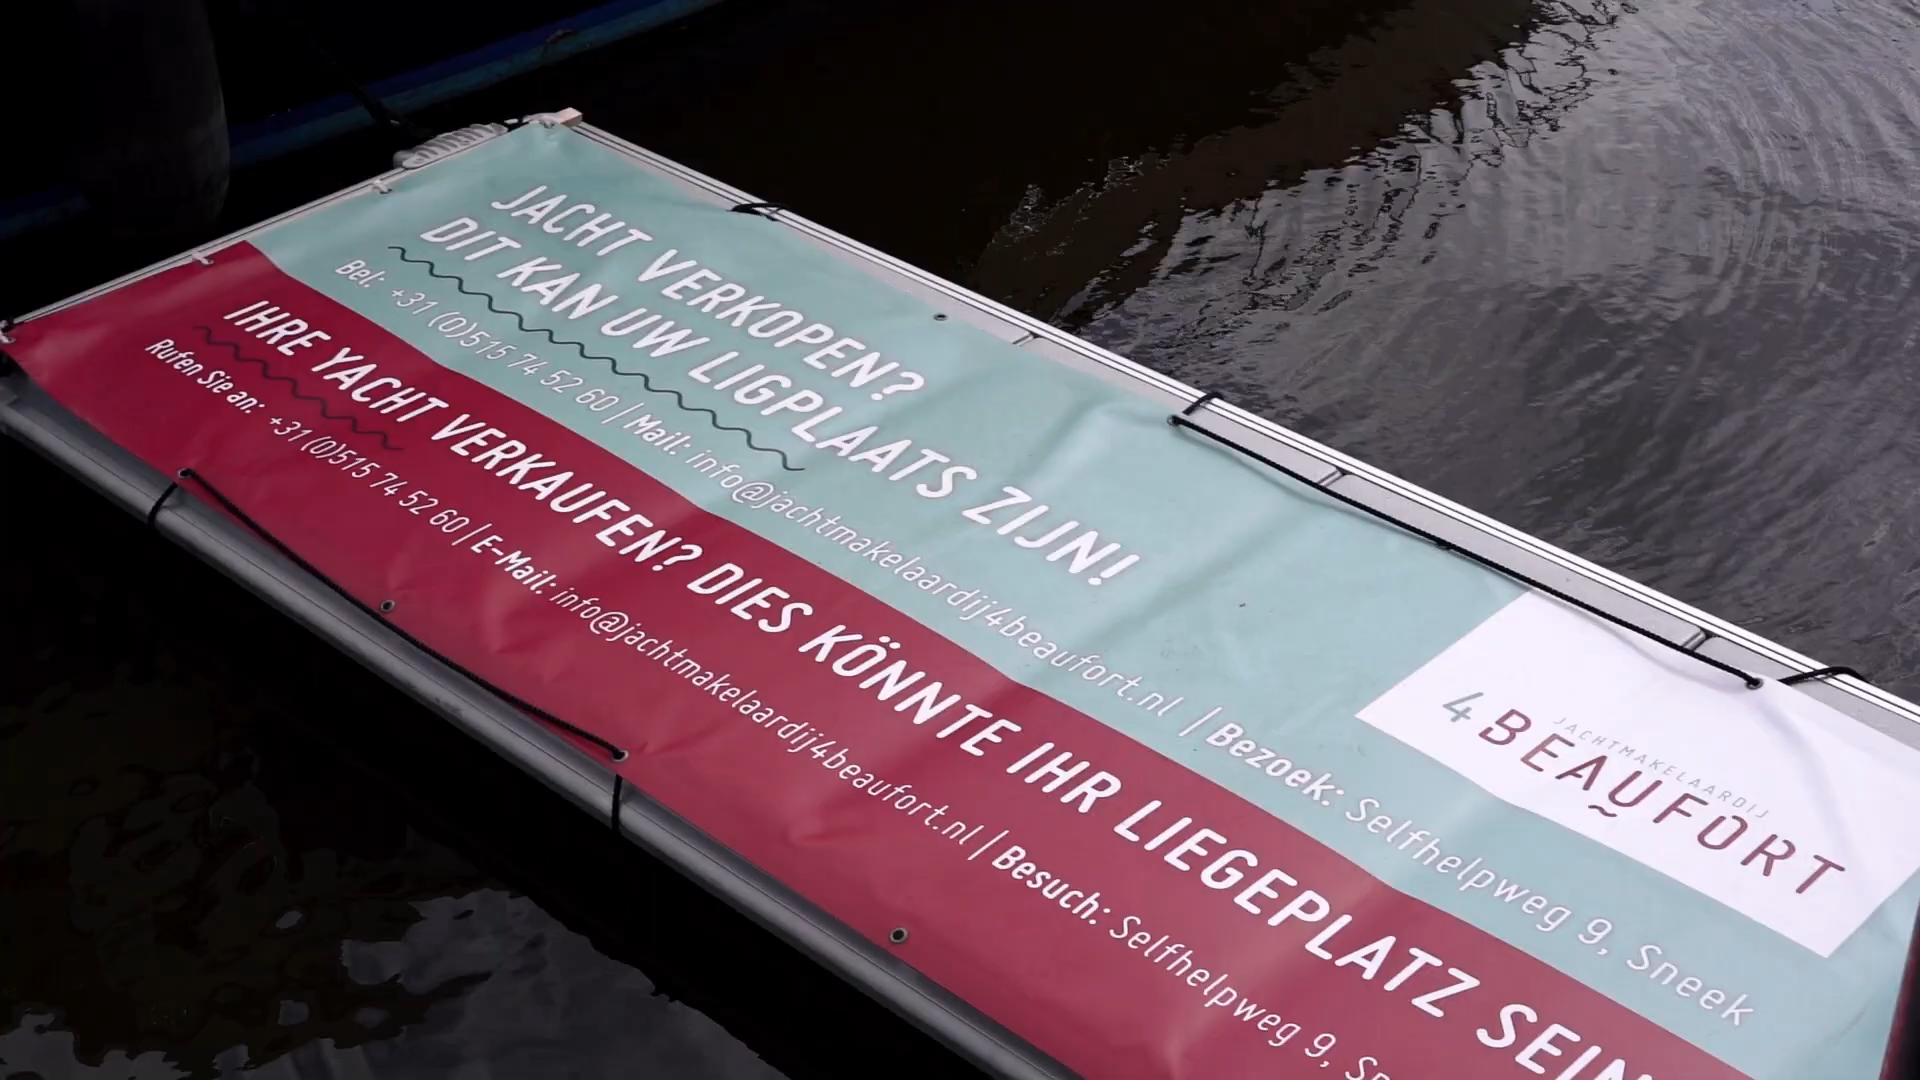 JACHT VERKOPEN?
DIT KAN UW LIGPLAATS ZIJN!
Bel: +31 (0)515 74 52 60 | Mail: info@jachtmakelaardij4beaufort.nl | Bezoek: Selfhelpweg 9, Sneek
IHRE YACHT VERKAUFEN? DIES KÖNNTE IHR LIEGEPLATZ SEIN
Rufen Sie an: +31 (0)515 74 52 60 | E-Mail: info@jachtmakelaardij4beaufort.nl | Besuch: Selfhelpweg 9,
JACHTMAKELAARDIJ
4BEAUFORT